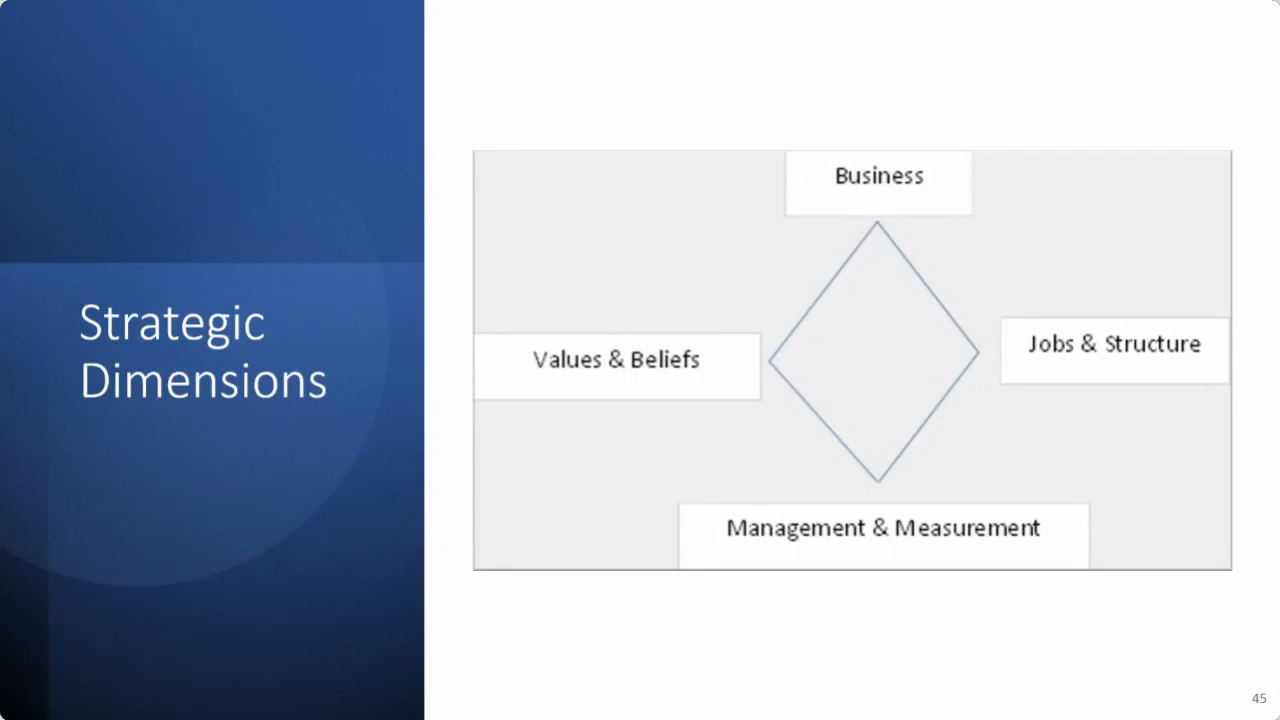 Strategic
Dimensions
Business
Values & Beliefs
Jobs & Structure
Management & Measurement
45